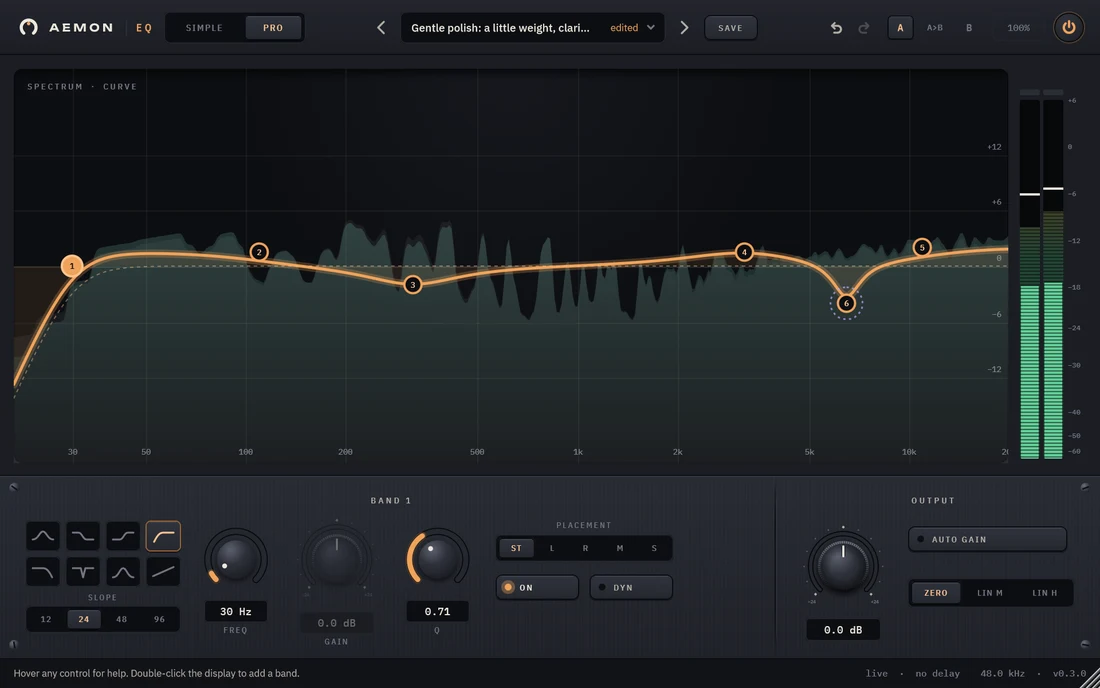 AEMON EQ SIMPLE PRO Gentle polish: a little weight, clari... edited SAVE A A>B B 100%
SPECTRUM · CURVE
+6
0
-6
-12
-18
-24
-30
-40
-50
-60
+12
+6
0
-6
-12
1
2
3
4
5
6
30 50 100 200 500 1k 2k 5k 10k 20
BAND 1
OUTPUT
PLACEMENT
ST L R M S
ON DYN
SLOPE
12 24 48 96
30 Hz
FREQ
0.0 dB
GAIN
0.71
Q
AUTO GAIN
ZERO LIN M LIN H
-24 +24
0.0 dB
Hover any control for help. Double-click the display to add a band.
live · no delay 48.0 kHz · v0.3.0